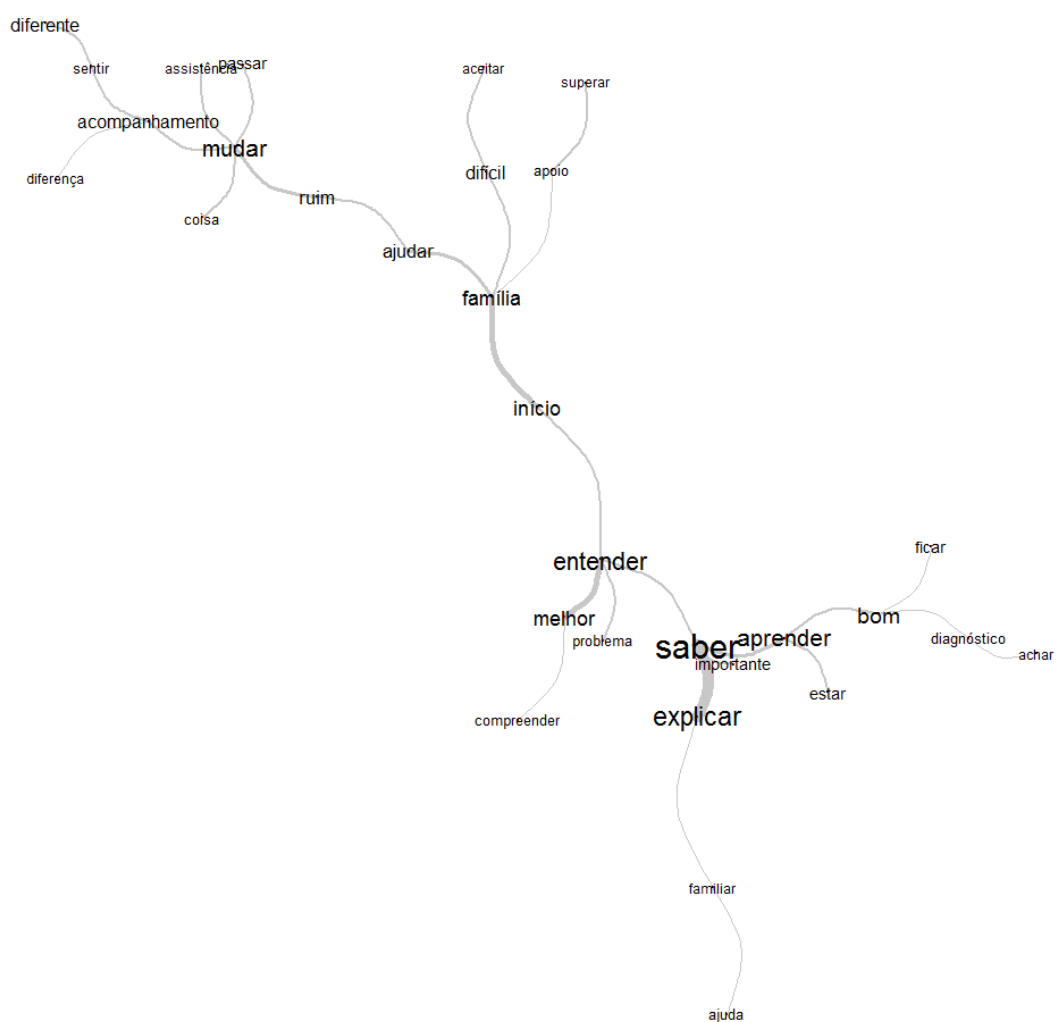 diferente
sentir
assistência
passar
aceitar
superar
acompanhamento
mudar
diferença
difícil
apoio
ruim
coisa
ajudar
família
início
entender
ficar
melhor
problema
bom
saber
aprender
diagnóstico
achar
importante
estar
explicar
compreender
familiar
ajuda